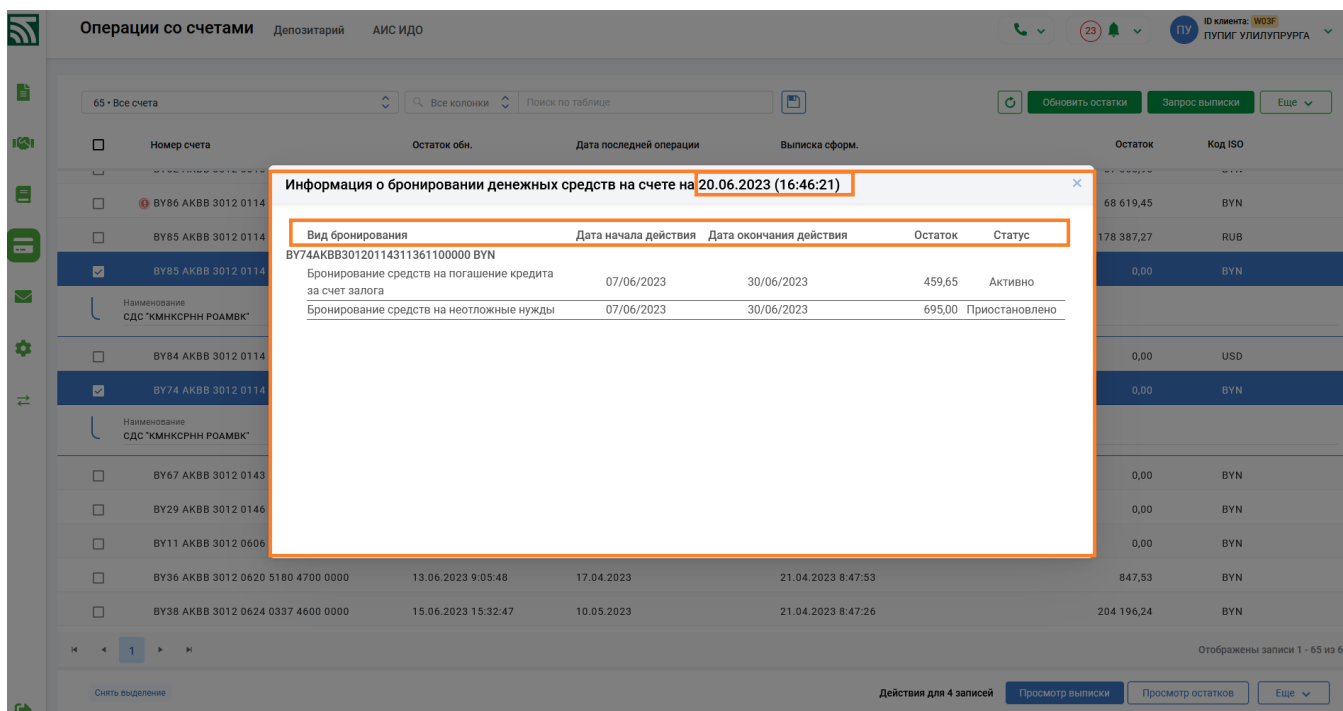 Операции со счетами Депозитарий АИС ИДО
23
ПУ
ID клиента: W03F
ПУПИГ УЛИЛУПРУРГА
65 • Все счета
Все колонки
Поиск по таблице
Обновить остатки
Запрос выписки
Еще
Номер счета Остаток обн. Дата последней операции Выписка сформ. Остаток Код ISO
BY86 AKBB 3012 0114 68 619,45 BYN
BY85 AKBB 3012 0114 178 387,27 RUB
BY85 AKBB 3012 0114 0,00 BYN
Наименование
СДС "КМНКСРНН РОАМВК"
BY84 AKBB 3012 0114 0,00 USD
BY74 AKBB 3012 0114 0,00 BYN
Наименование
СДС "КМНКСРНН РОАМВК"
BY67 AKBB 3012 0143 0,00 BYN
BY29 AKBB 3012 0146 0,00 BYN
BY11 AKBB 3012 0606 0,00 BYN
BY36 AKBB 3012 0620 5180 4700 0000 13.06.2023 9:05:48 17.04.2023 21.04.2023 8:47:53 847,53 BYN
BY38 AKBB 3012 0624 0337 4600 0000 15.06.2023 15:32:47 10.05.2023 21.04.2023 8:47:26 204 196,24 BYN
Информация о бронировании денежных средств на счете на 20.06.2023 (16:46:21)
Вид бронирования Дата начала действия Дата окончания действия Остаток Статус
BY74AKBB30120114311361100000 BYN
Бронирование средств на погашение кредита
за счет залога 07/06/2023 30/06/2023 459,65 Активно
Бронирование средств на неотложные нужды 07/06/2023 30/06/2023 695,00 Приостановлено
1
Отображены записи 1 - 65 из 6
Снять выделение
Действия для 4 записей
Просмотр выписки
Просмотр остатков
Еще